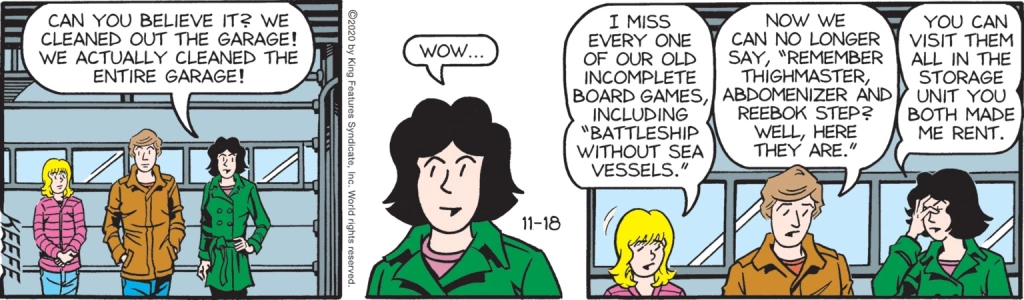 CAN YOU BELIEVE IT? WE
CLEANED OUT THE GARAGE!
WE ACTUALLY CLEANED THE
ENTIRE GARAGE!
©2020 by King Features Syndicate, Inc. World rights reserved.
WOW...
11-18
I MISS
EVERY ONE
OF OUR OLD
INCOMPLETE
BOARD GAMES,
INCLUDING
"BATTLESHIP
WITHOUT SEA
VESSELS."
NOW WE
CAN NO LONGER
SAY, "REMEMBER
THIGHMASTER,
ABDOMENIZER AND
REEBOK STEP?
WELL, HERE
THEY ARE."
YOU CAN
VISIT THEM
ALL IN THE
STORAGE
UNIT YOU
BOTH MADE
ME RENT.